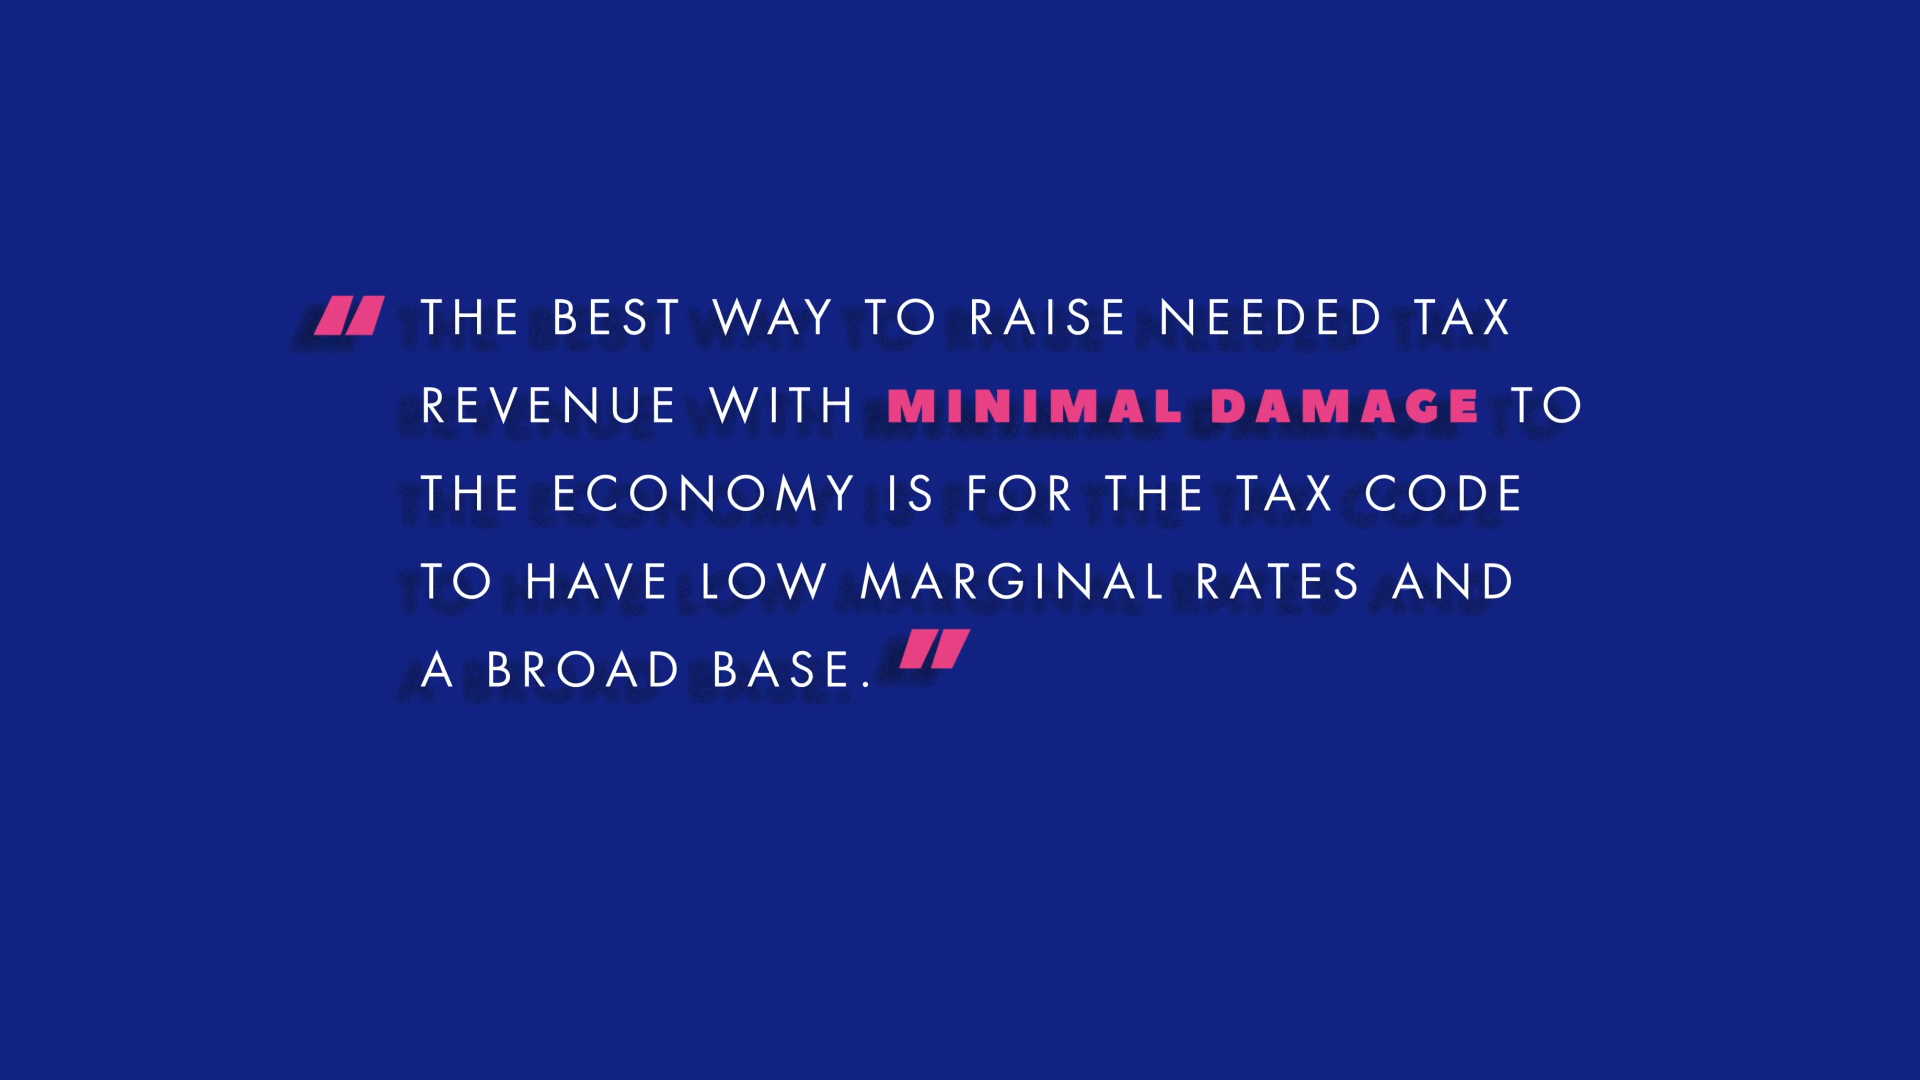 "THE BEST WAY TO RAISE NEEDED TAX
REVENUE WITH MINIMAL DAMAGE TO
THE ECONOMY IS FOR THE TAX CODE
TO HAVE LOW MARGINAL RATES AND
A BROAD BASE."